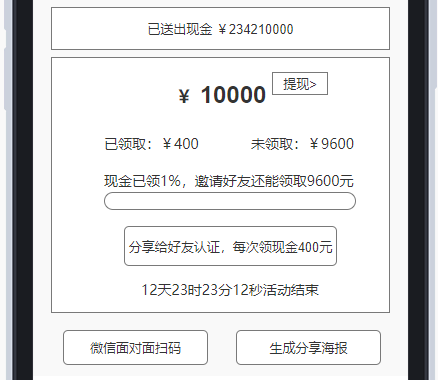 已送出现金 ￥234210000
￥ 10000 提现>
已领取：￥400 未领取：￥9600
现金已领1%，邀请好友还能领取9600元
分享给好友认证，每次领现金400元
12天23时23分12秒活动结束
微信面对面扫码 生成分享海报